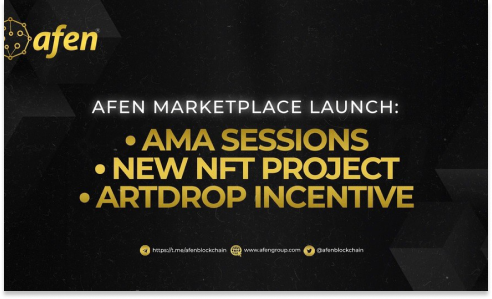 afen
AFEN MARKETPLACE LAUNCH:
• AMA SESSIONS
• NEW NFT PROJECT
• ARTDROP INCENTIVE
https://t.me/afenblockchain www.afengroup.com @afenblockchain